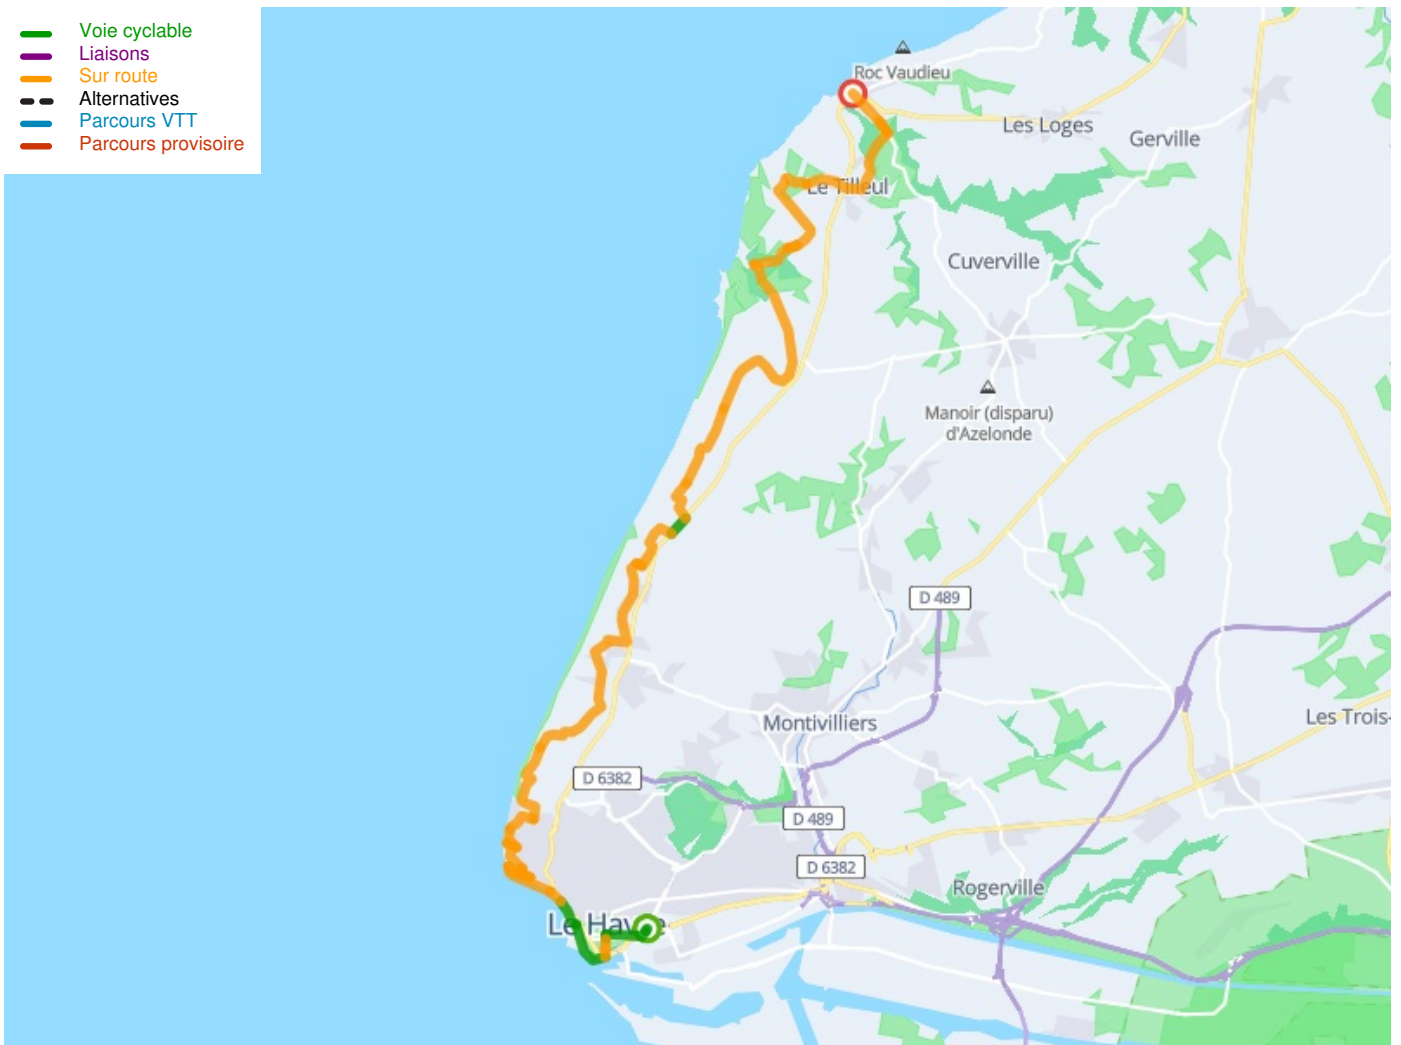 Voie cyclable
Liaisons
Sur route
Alternatives
Parcours VTT
Parcours provisoire
Roc Vaudieu
Les Loges
Gerville
Le Tilleul
Cuverville
Manoir (disparu)
d'Azelonde
D 489
Montivilliers
Les Trois-
D 6382
D 489
D 6382
Rogerville
Le Havre